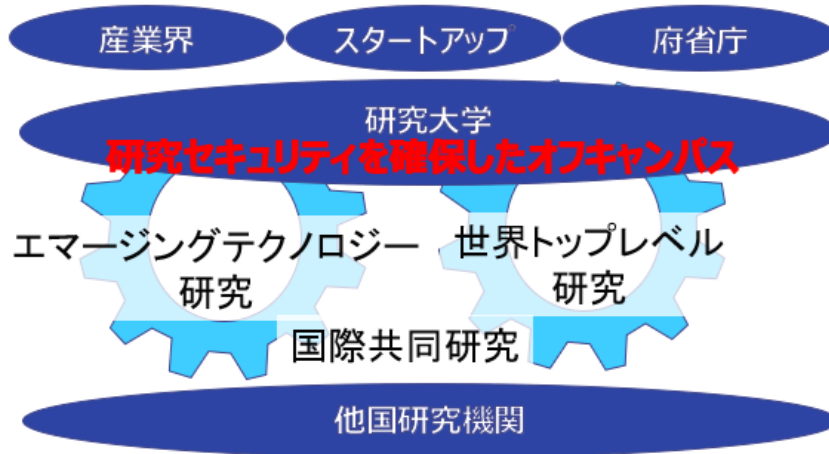 産業界
スタートアップ
府省庁
研究大学
研究セキュリティを確保したオフキャンパス
エマージングテクノロジー
研究
世界トップレベル
研究
国際共同研究
他国研究機関